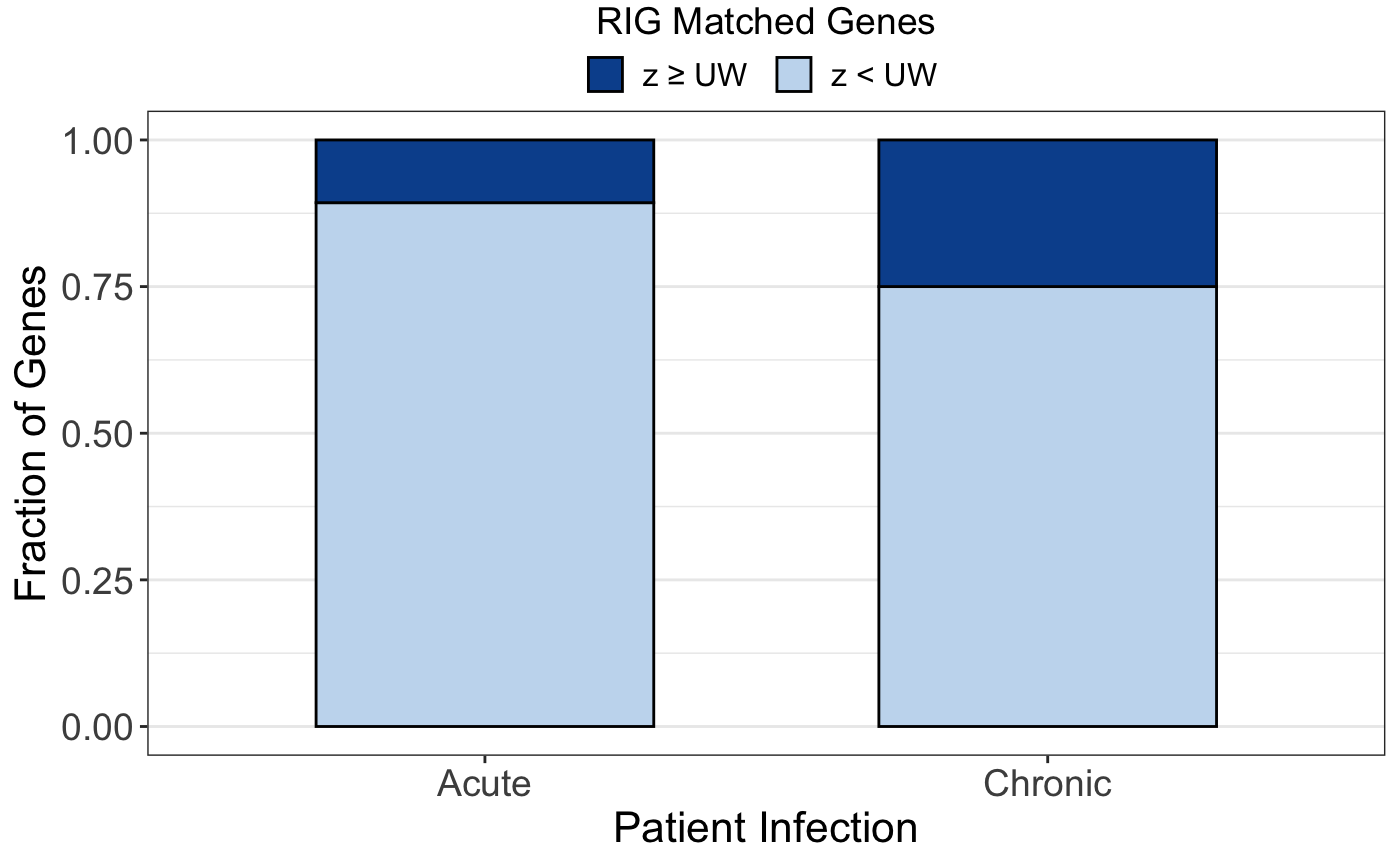 RIG Matched Genes
z ≥ UW z < UW
1.00
0.75
0.50
0.25
0.00
Fraction of Genes
Acute Chronic
Patient Infection